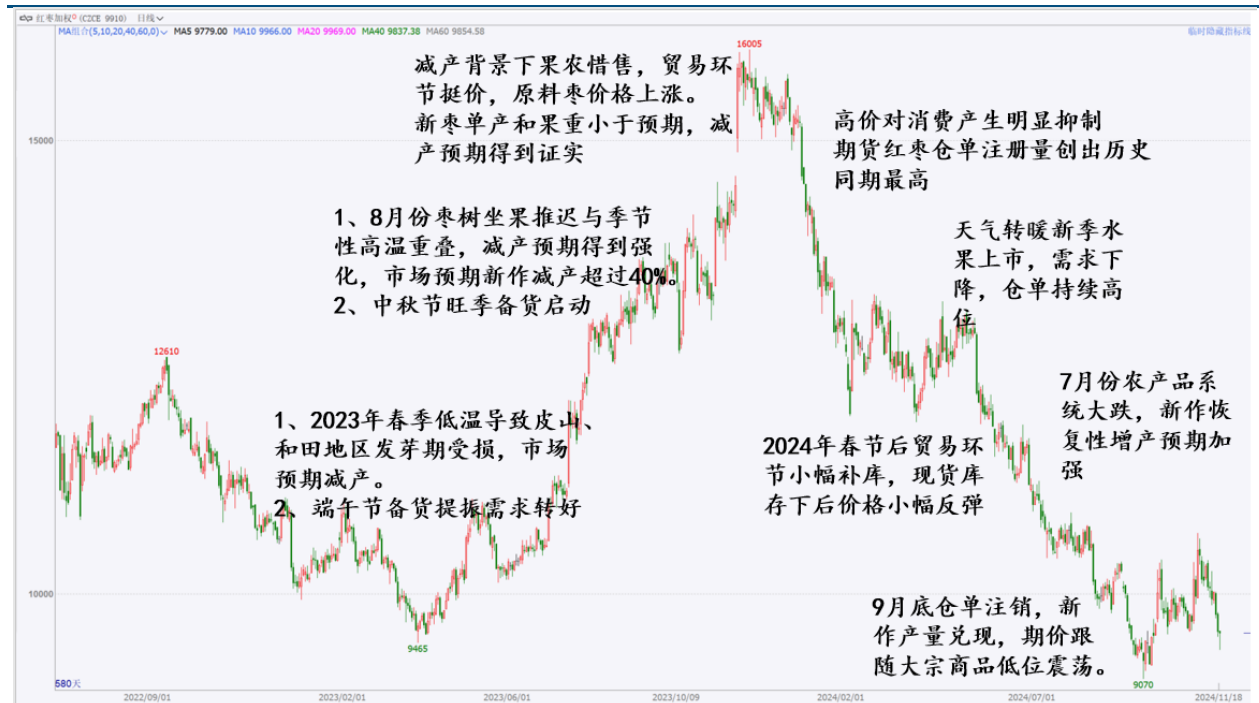 红枣加权 (CZCE 9910) 日线
MA组合(5,10,20,40,60,0) MA5 9779.00 MA10 9966.00 MA20 9969.00 MA40 9837.38 MA60 9854.58
临时隐藏指标线
16005
减产背景下果农惜售，贸易环
节挺价，原料枣价格上涨。
新枣单产和果重小于预期，减
产预期得到证实
15000
高价对消费产生明显抑制
期货红枣仓单注册量创出历史
同期最高
1、8月份枣树坐果推迟与季节
性高温重叠，减产预期得到强
化，市场预期新作减产超过40%。
2、中秋节旺季备货启动
天气转暖新季水
果上市，需求下
降，仓单持续高
位
12610
7月份农产品系
统大跌，新作恢
复性增产预期加
强
1、2023年春季低温导致皮山、
和田地区发芽期受损，市场
预期减产。
2、端午节备货提振需求转好
2024年春节后贸易环
节小幅补库，现货库
存下后价格小幅反弹
10000
9月底仓单注销，新
作产量兑现，期价跟
随大宗商品低位震荡。
9465
9070
580天
2022/09/01
2023/02/01
2023/06/01
2023/10/09
2024/02/01
2024/07/01
2024/11/18